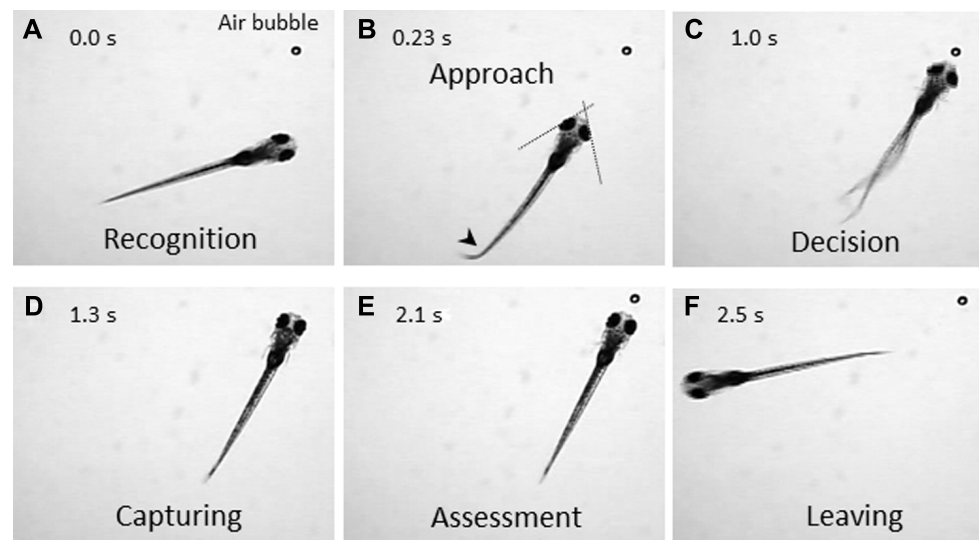 A
0.0 s
Air bubble
Recognition
B
0.23 s
Approach
C
1.0 s
Decision
D
1.3 s
Capturing
E
2.1 s
Assessment
F
2.5 s
Leaving